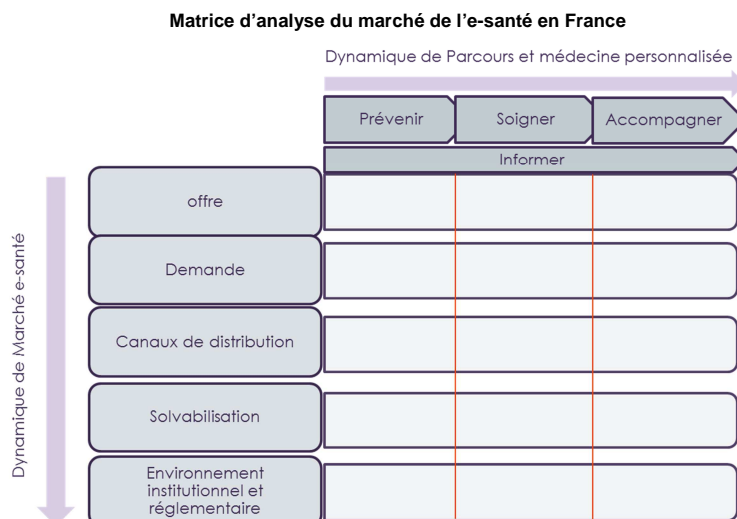 Matrice d’analyse du marché de l’e-santé en France
Dynamique de Parcours et médecine personnalisée
Prévenir
Soigner
Accompagner
Informer
Dynamique de Marché e-santé
offre
Demande
Canaux de distribution
Solvabilisation
Environnement
institutionnel et
réglementaire